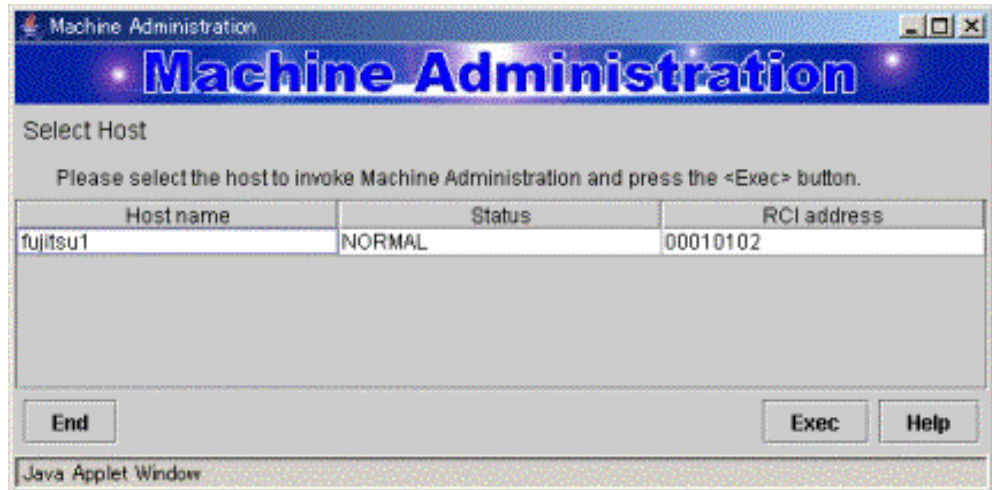 Machine Administration
Machine Administration
Select Host
Please select the host to invoke Machine Administration and press the <Exec> button.
Host name Status RCI address
fujitsu1 NORMAL 00010102
End Exec Help
Java Applet Window